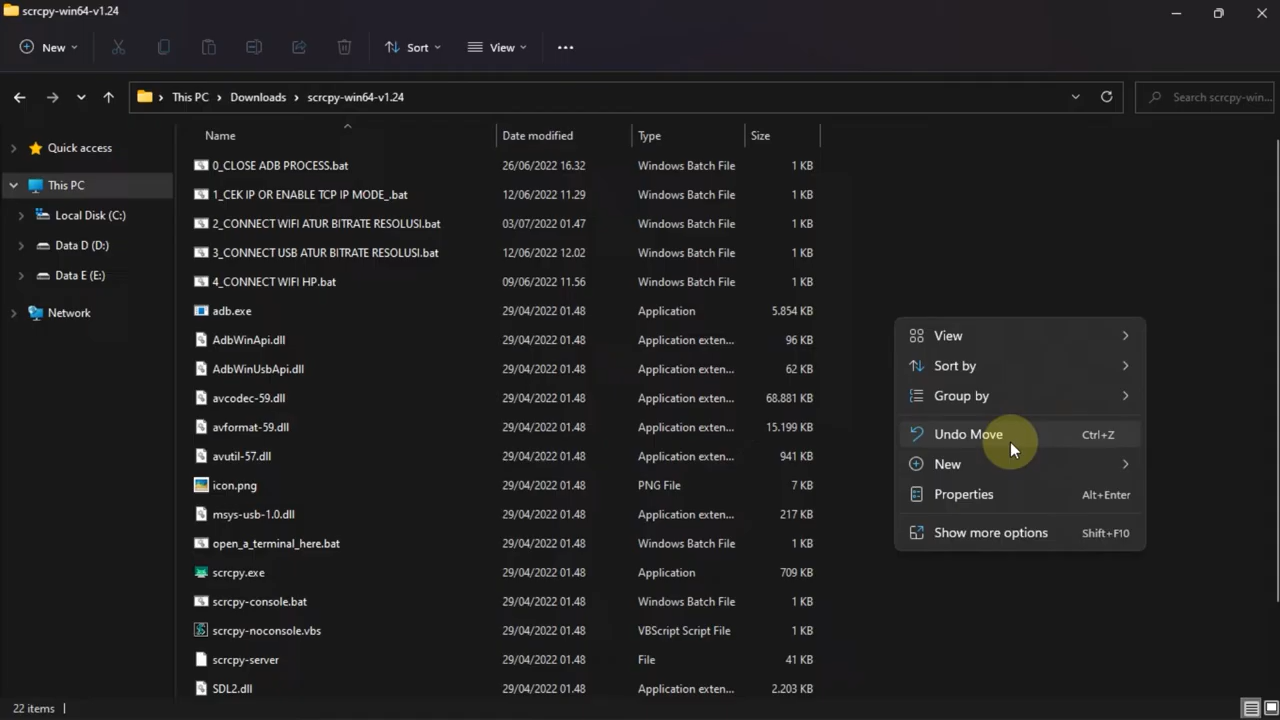 scrcpy-win64-v1.24
New Sort View
This PC Downloads scrcpy-win64-v1.24 Search scrcpy-win...
Name Date modified Type Size
Quick access
This PC
Local Disk (C:)
Data D (D:)
Data E (E:)
Network
0_CLOSE ADB PROCESS.bat 26/06/2022 16.32 Windows Batch File 1 KB
1_CEK IP OR ENABLE TCP IP MODE_.bat 12/06/2022 11.29 Windows Batch File 1 KB
2_CONNECT WIFI ATUR BITRATE RESOLUSI.bat 03/07/2022 01.47 Windows Batch File 1 KB
3_CONNECT USB ATUR BITRATE RESOLUSI.bat 12/06/2022 12.02 Windows Batch File 1 KB
4_CONNECT WIFI HP.bat 09/06/2022 11.56 Windows Batch File 1 KB
adb.exe 29/04/2022 01.48 Application 5.854 KB
AdbWinApi.dll 29/04/2022 01.48 Application exten... 96 KB
AdbWinUsbApi.dll 29/04/2022 01.48 Application exten... 62 KB
avcodec-59.dll 29/04/2022 01.48 Application exten... 68.881 KB
avformat-59.dll 29/04/2022 01.48 Application exten... 15.199 KB
avutil-57.dll 29/04/2022 01.48 Application exten... 941 KB
icon.png 29/04/2022 01.48 PNG File 7 KB
msys-usb-1.0.dll 29/04/2022 01.48 Application exten... 217 KB
open_a_terminal_here.bat 29/04/2022 01.48 Windows Batch File 1 KB
scrcpy.exe 29/04/2022 01.48 Application 709 KB
scrcpy-console.bat 29/04/2022 01.48 Windows Batch File 1 KB
scrcpy-noconsole.vbs 29/04/2022 01.48 VBScript Script File 1 KB
scrcpy-server 29/04/2022 01.48 File 41 KB
SDL2.dll 29/04/2022 01.48 Application exten... 2.203 KB
View
Sort by
Group by
Undo Move Ctrl+Z
New
Properties Alt+Enter
Show more options Shift+F10
22 items